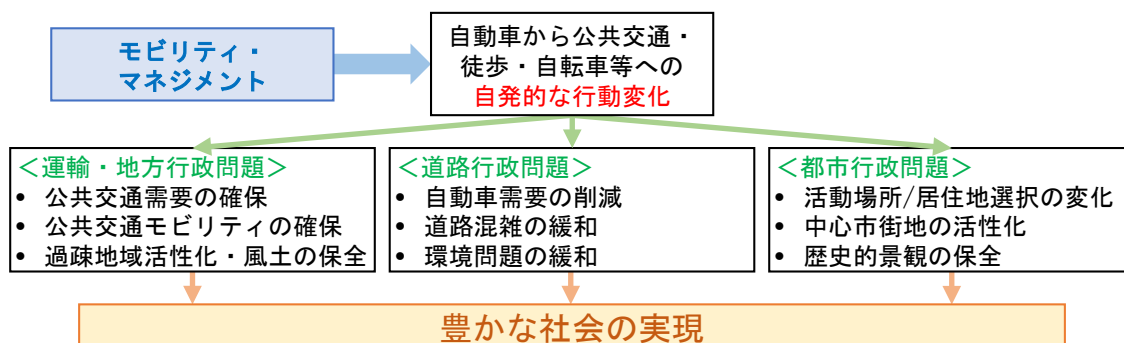 モビリティ・
マネジメント
自動車から公共交通・
徒歩・自転車等への
自発的な行動変化
＜運輸・地方行政問題＞
• 公共交通需要の確保
• 公共交通モビリティの確保
• 過疎地域活性化・風土の保全
＜道路行政問題＞
• 自動車需要の削減
• 道路混雑の緩和
• 環境問題の緩和
＜都市行政問題＞
• 活動場所/居住地選択の変化
• 中心市街地の活性化
• 歴史的景観の保全
豊かな社会の実現